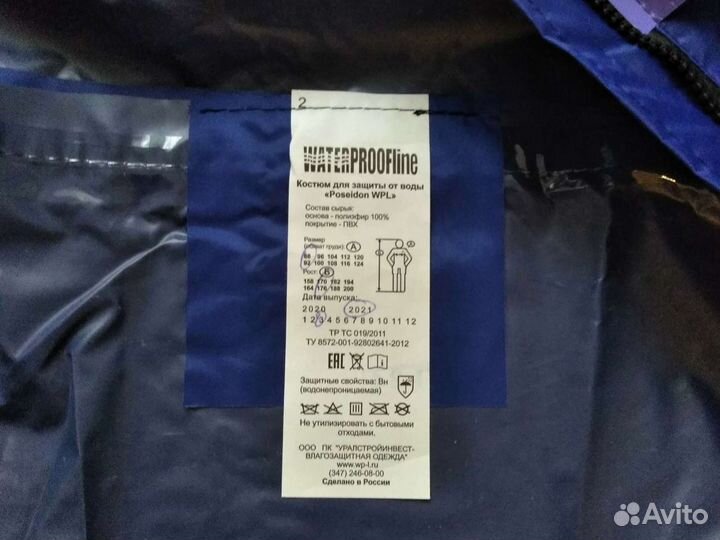 2
WATERPROOFline
Костюм для защиты от воды
«Poseidon WPL»
Состав сырья:
основа - полиэфир 100%
покрытие - ПВХ
Размер
(обхват груди): A
88 96 104 112 120
92 100 108 116 124
Рост: B
158 170 182 194
164 176 188 200
Дата выпуска:
2020 2021
1 2 3 4 5 6 7 8 9 10 11 12
ТР ТС 019/2011
ТУ 8572-001-92802641-2012
EAC
Защитные свойства: Вн
(водонепроницаемая)
Не утилизировать с бытовыми
отходами.
ООО ПК "УРАЛСТРОЙИНВЕСТ-
ВЛАГОЗАЩИТНАЯ ОДЕЖДА"
www.wp-l.ru
(347) 246-08-00
Сделано в России
Avito